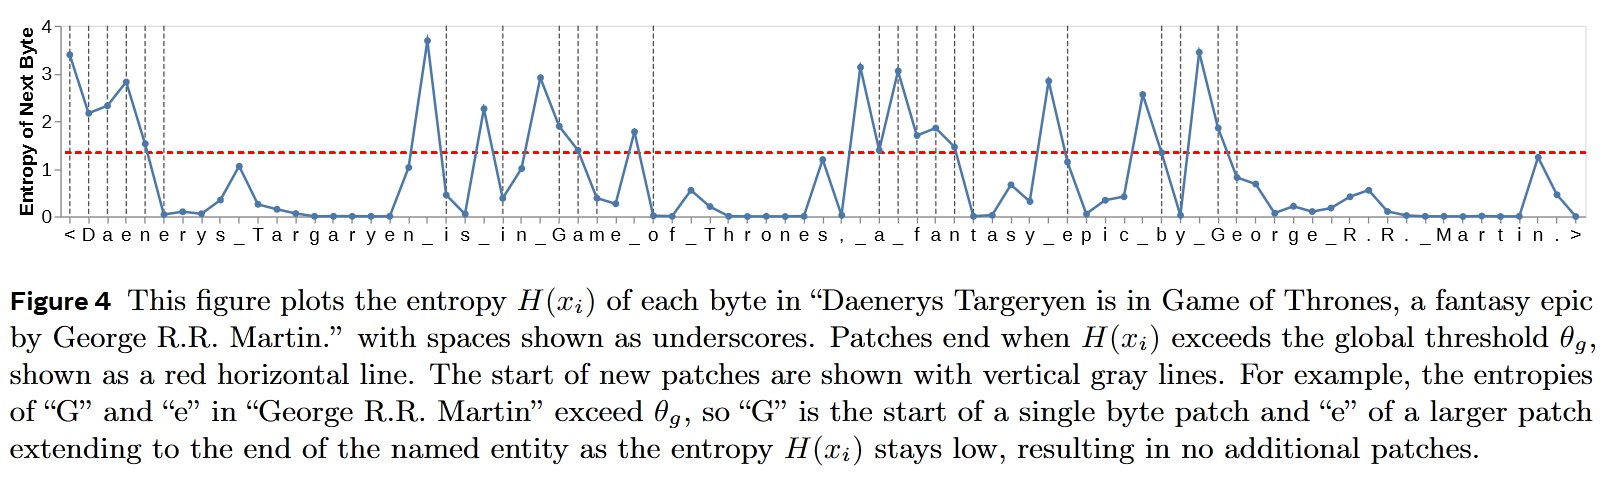 Entropy of Next Byte
4
3
2
1
0
< D a e n e r y s _ T a r g a r y e n _ i s _ i n _ G a m e _ o f _ T h r o n e s , _ a _ f a n t a s y _ e p i c _ b y _ G e o r g e _ R . R . _ M a r t i n . >
Figure 4 This figure plots the entropy H(xᵢ) of each byte in “Daenerys Targeryen is in Game of Thrones, a fantasy epic
by George R.R. Martin.” with spaces shown as underscores. Patches end when H(xᵢ) exceeds the global threshold θg,
shown as a red horizontal line. The start of new patches are shown with vertical gray lines. For example, the entropies
of “G” and “e” in “George R.R. Martin” exceed θg, so “G” is the start of a single byte patch and “e” of a larger patch
extending to the end of the named entity as the entropy H(xᵢ) stays low, resulting in no additional patches.